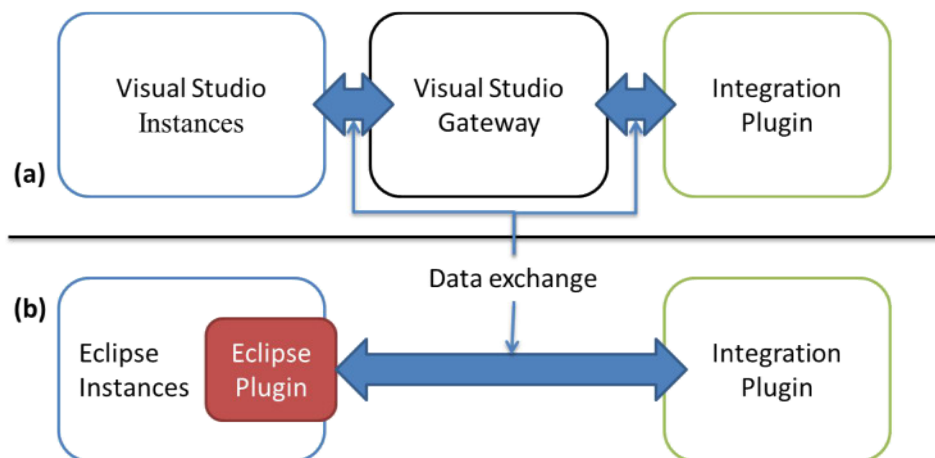 Visual Studio
Instances
Visual Studio
Gateway
Integration
Plugin
(a)
Data exchange
(b)
Eclipse
Instances
Eclipse
Plugin
Integration
Plugin